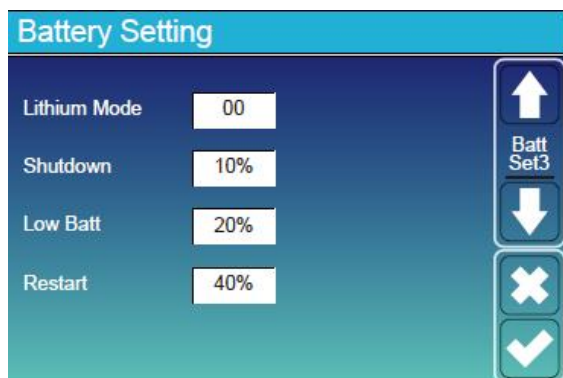 Battery Setting
Lithium Mode 00
Shutdown 10%
Low Batt 20%
Restart 40%
Batt
Set3